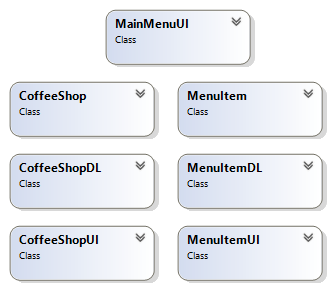 MainMenuUI
Class
CoffeeShop
Class
MenuItem
Class
CoffeeShopDL
Class
MenuItemDL
Class
CoffeeShopUI
Class
MenuItemUI
Class